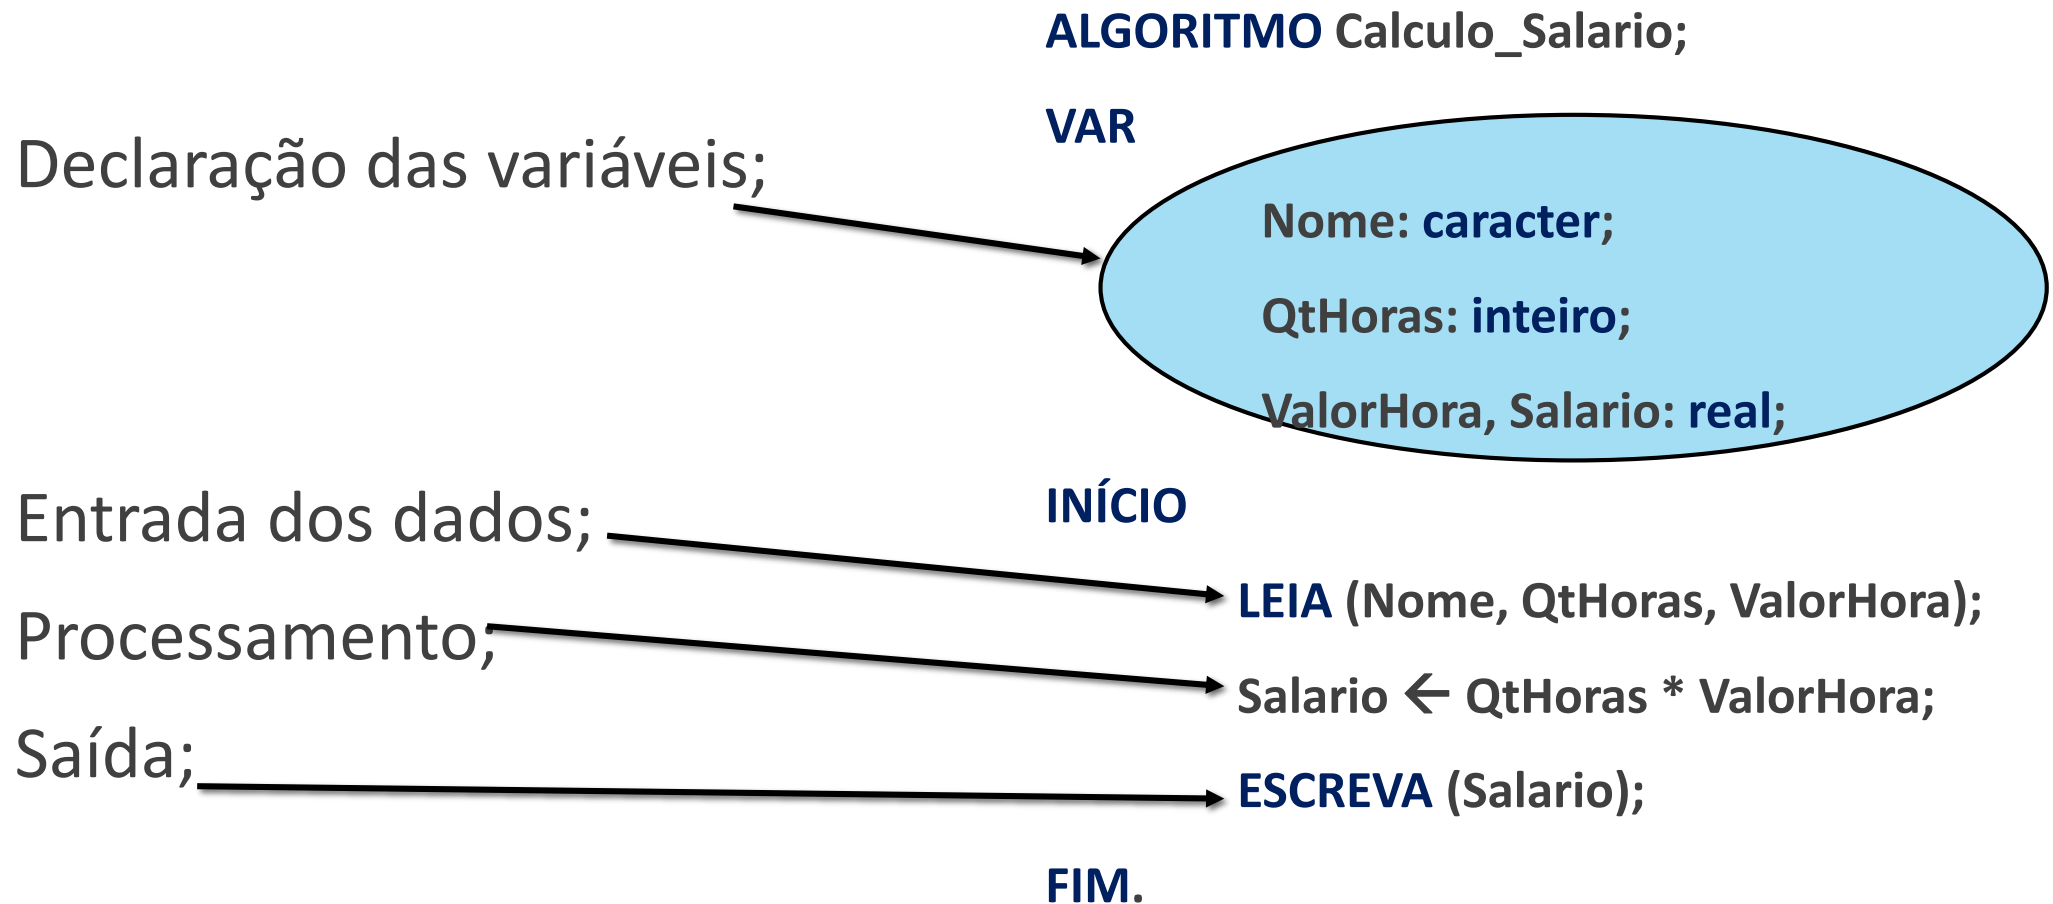 ALGORITMO Calculo_Salario;
VAR
Declaração das variáveis;
Nome: caracter;
QtHoras: inteiro;
ValorHora, Salario: real;
INÍCIO
Entrada dos dados;
LEIA (Nome, QtHoras, ValorHora);
Processamento;
Salario ← QtHoras * ValorHora;
Saída;
ESCREVA (Salario);
FIM.